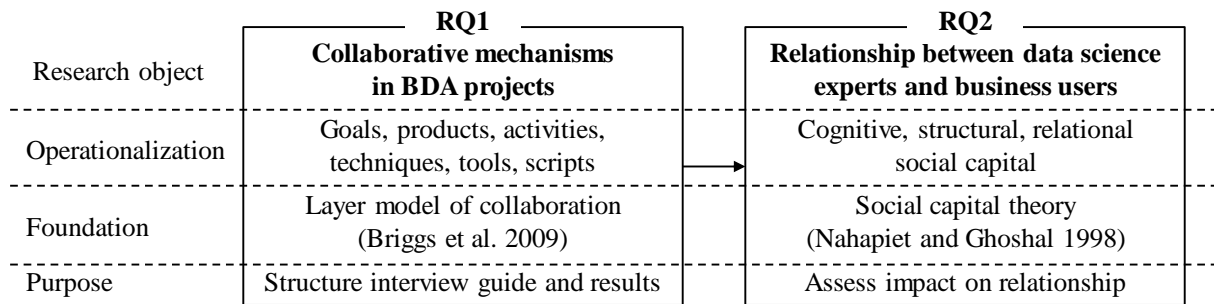 RQ1
Collaborative mechanisms
in BDA projects
RQ2
Relationship between data science
experts and business users
Research object
Operationalization
Goals, products, activities,
techniques, tools, scripts
Cognitive, structural, relational
social capital
Foundation
Layer model of collaboration
(Briggs et al. 2009)
Social capital theory
(Nahapiet and Ghoshal 1998)
Purpose
Structure interview guide and results
Assess impact on relationship